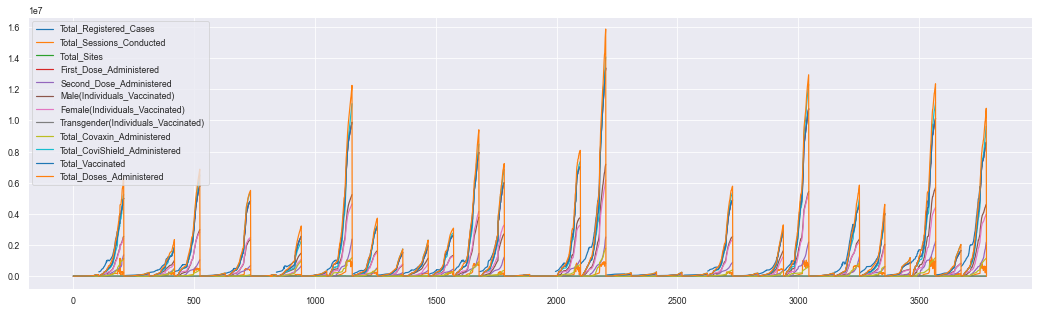 1e7
1.6
1.4
1.2
1.0
0.8
0.6
0.4
0.2
0.0
Total_Registered_Cases
Total_Sessions_Conducted
Total_Sites
First_Dose_Administered
Second_Dose_Administered
Male(Individuals_Vaccinated)
Female(Individuals_Vaccinated)
Transgender(Individuals_Vaccinated)
Total_Covaxin_Administered
Total_CoviShield_Administered
Total_Vaccinated
Total_Doses_Administered
0 500 1000 1500 2000 2500 3000 3500